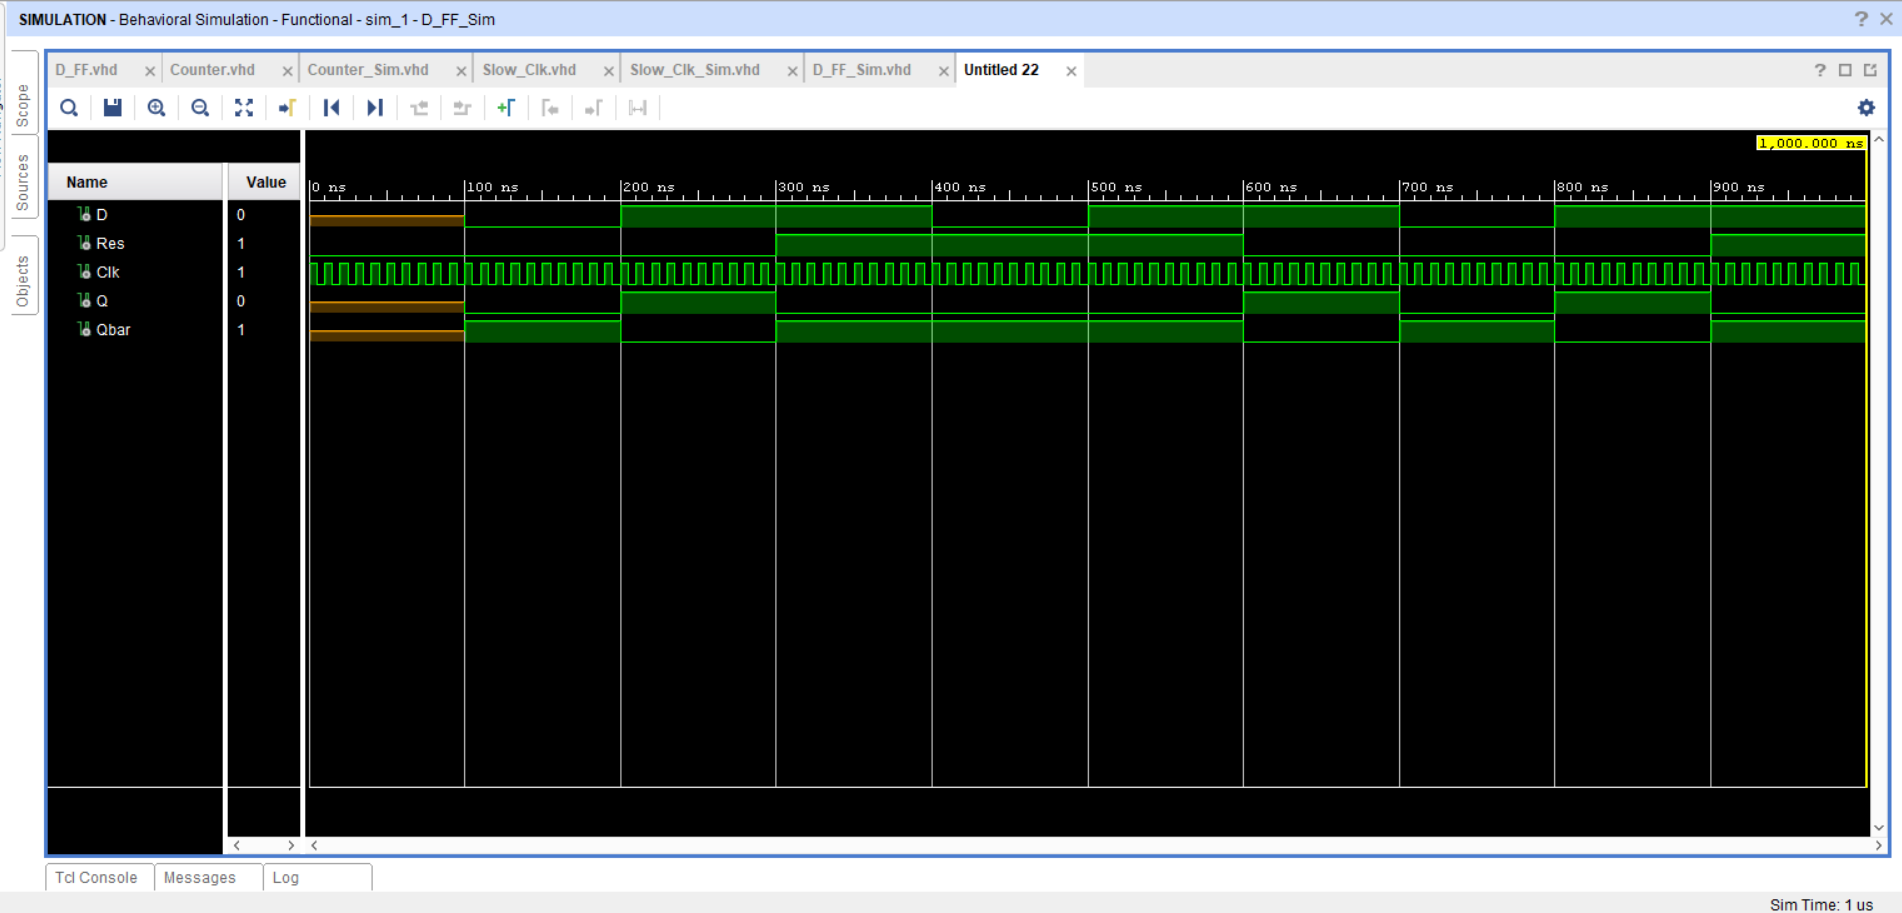 SIMULATION - Behavioral Simulation - Functional - sim_1 - D_FF_Sim
Scope
Sources
Objects
D_FF.vhd Counter.vhd Counter_Sim.vhd Slow_Clk.vhd Slow_Clk_Sim.vhd D_FF_Sim.vhd Untitled 22
1,000.000 ns
Name Value
0 ns 100 ns 200 ns 300 ns 400 ns 500 ns 600 ns 700 ns 800 ns 900 ns
D 0
Res 1
Clk 1
Q 0
Qbar 1
Tcl Console Messages Log
Sim Time: 1 us